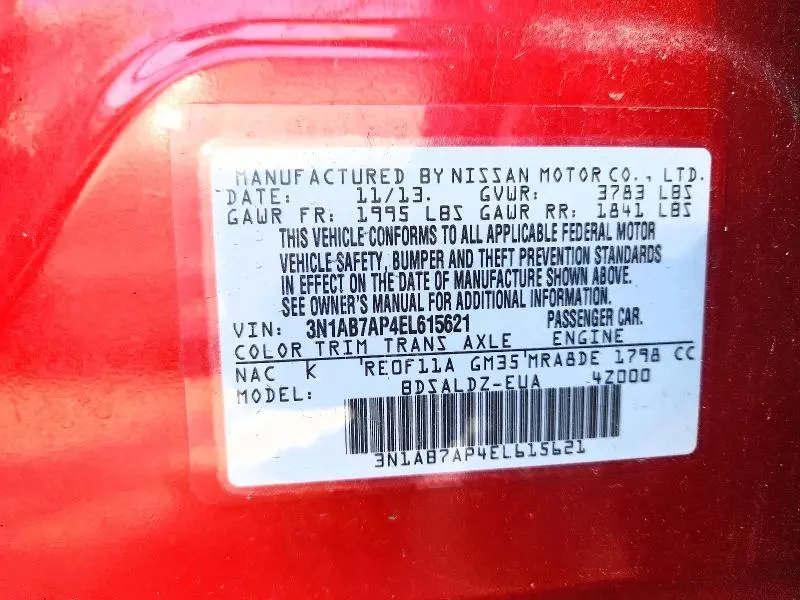 MANUFACTURED BY NISSAN MOTOR CO., LTD.
DATE: 11/13. GVWR: 3783 LBS
GAWR FR: 1995 LBS GAWR RR: 1841 LBS
THIS VEHICLE CONFORMS TO ALL APPLICABLE FEDERAL MOTOR
VEHICLE SAFETY, BUMPER AND THEFT PREVENTION STANDARDS
IN EFFECT ON THE DATE OF MANUFACTURE SHOWN ABOVE.
SEE OWNER'S MANUAL FOR ADDITIONAL INFORMATION.
VIN: 3N1AB7AP4EL615621 PASSENGER CAR.
COLOR TRIM TRANS AXLE ENGINE
NAC K 'RE0F11A GM35'MRA8DE 1798 CC
MODEL: BDSALDZ-EUA 4Z000
3N1AB7AP4EL615621